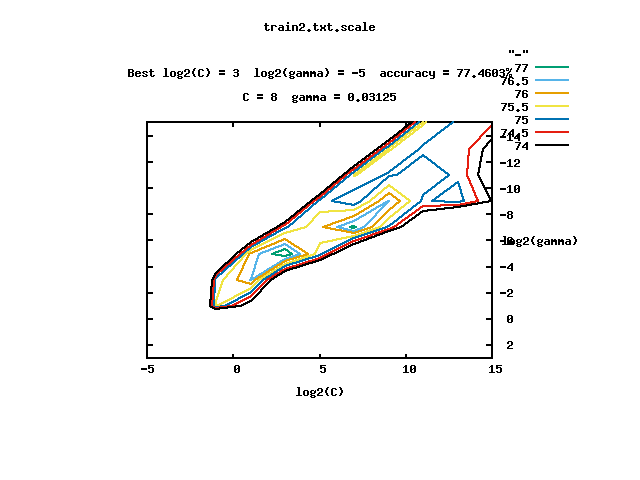 train2.txt.scale
"-"
Best log2(C) = 3  log2(gamma) = -5  accuracy = 77.4603%
77
76.5
C = 8  gamma = 0.03125
76
75.5
75
74.5
74
-14
-12
-10
-8
-6
log2(gamma)
-4
-2
0
2
-5 0 5 10 15
log2(C)